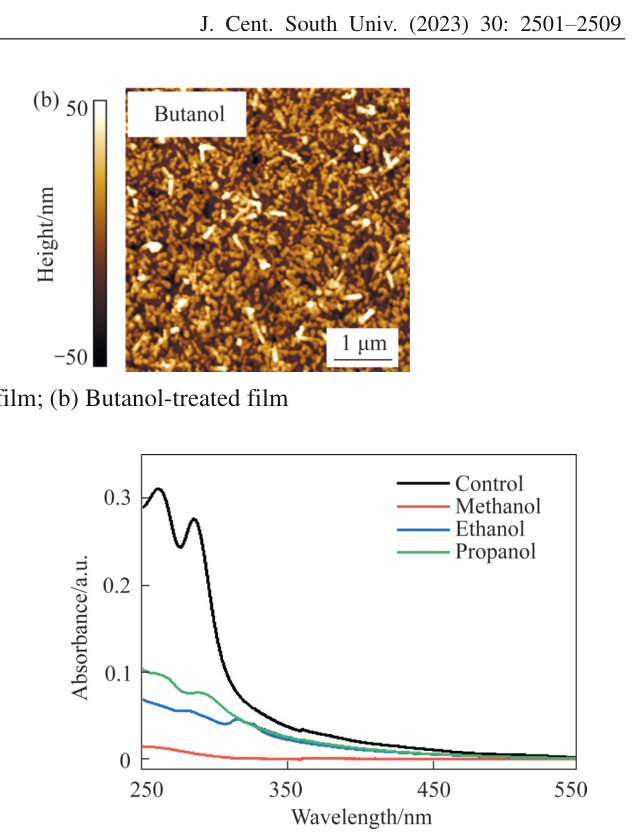 J. Cent. South Univ. (2023) 30: 2501–2509
(b)
50
Butanol
Height/nm
1 μm
−50
film; (b) Butanol-treated film
Control
Methanol
Ethanol
Propanol
0.3
0.2
0.1
0
Absorbance/a.u.
250 350 450 550
Wavelength/nm